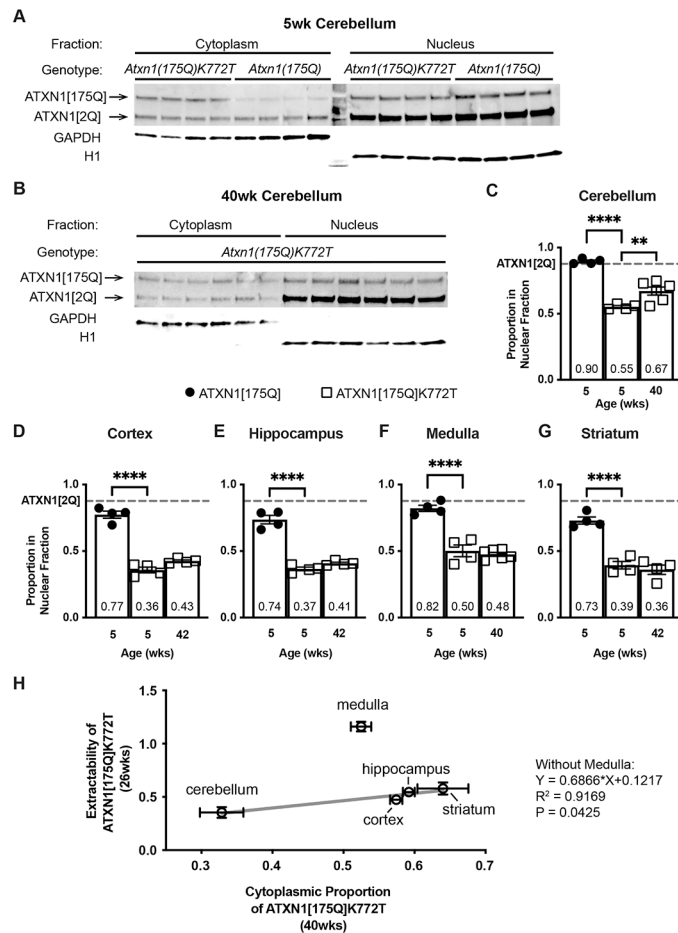 A
5wk Cerebellum
Fraction: Cytoplasm Nucleus
Genotype: Atxn1(175Q)K772T Atxn1(175Q) Atxn1(175Q)K772T Atxn1(175Q)
ATXN1[175Q]
ATXN1[2Q]
GAPDH
H1
B
40wk Cerebellum
Fraction: Cytoplasm Nucleus
Genotype: Atxn1(175Q)K772T
ATXN1[175Q]
ATXN1[2Q]
GAPDH
H1
C
Cerebellum
**** **
1.0
ATXN1[2Q]
0.5
0.0
Proportion in
Nuclear Fraction
0.90 0.55 0.67
5 5 40
Age (wks)
ATXN1[175Q] ATXN1[175Q]K772T
D Cortex
****
1.0
ATXN1[2Q]
0.5
0.0
Proportion in
Nuclear Fraction
0.77 0.36 0.43
5 5 42
Age (wks)
E Hippocampus
****
1.0
0.5
0.0
0.74 0.37 0.41
5 5 42
Age (wks)
F Medulla
****
1.0
0.5
0.0
0.82 0.50 0.48
5 5 40
Age (wks)
G Striatum
****
1.0
0.5
0.0
0.73 0.39 0.36
5 5 42
Age (wks)
H
Extractability of
ATXN1[175Q]K772T
(26wks)
1.5
1.0
0.5
0.0
medulla
hippocampus
cerebellum
cortex
striatum
0.3 0.4 0.5 0.6 0.7
Cytoplasmic Proportion
of ATXN1[175Q]K772T
(40wks)
Without Medulla:
Y = 0.6866*X+0.1217
R² = 0.9169
P = 0.0425